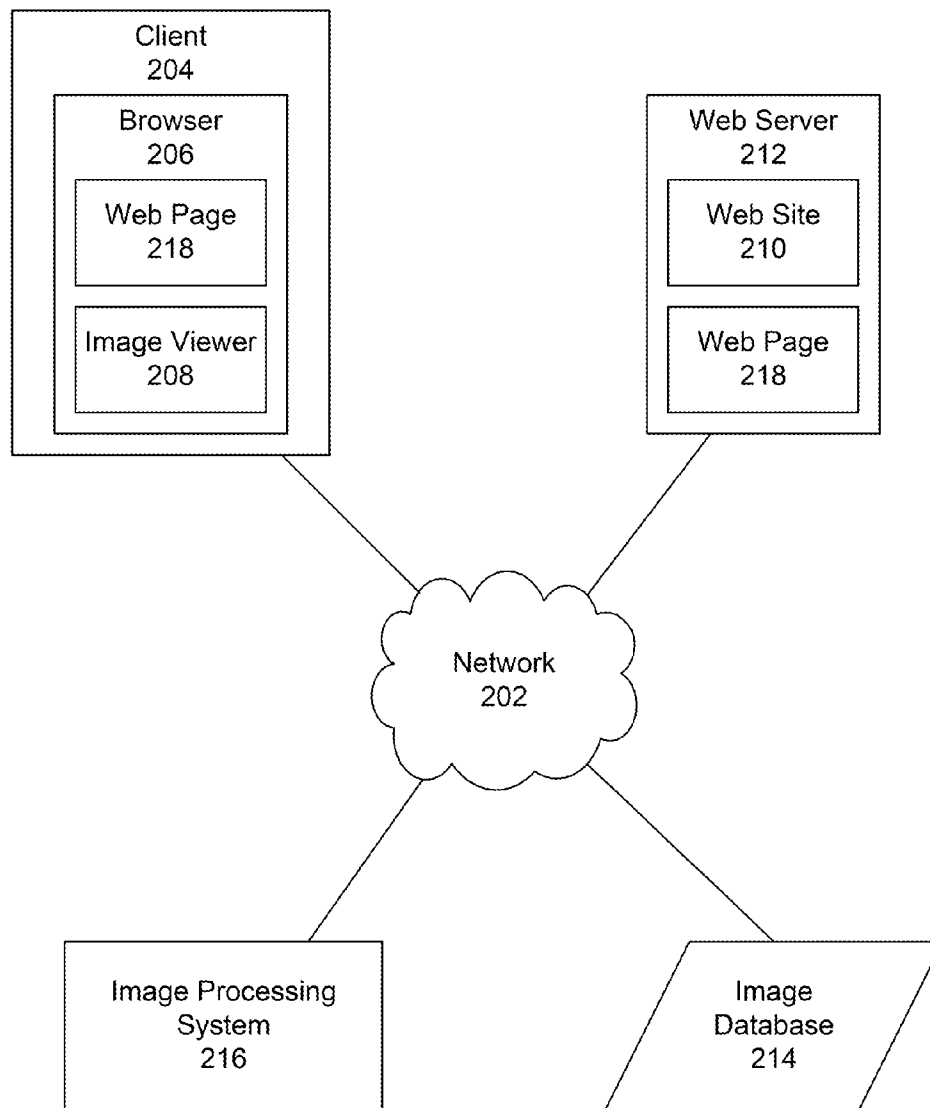 Client
204
Browser
206
Web Page
218
Image Viewer
208
Web Server
212
Web Site
210
Web Page
218
Network
202
Image Processing
System
216
Image
Database
214